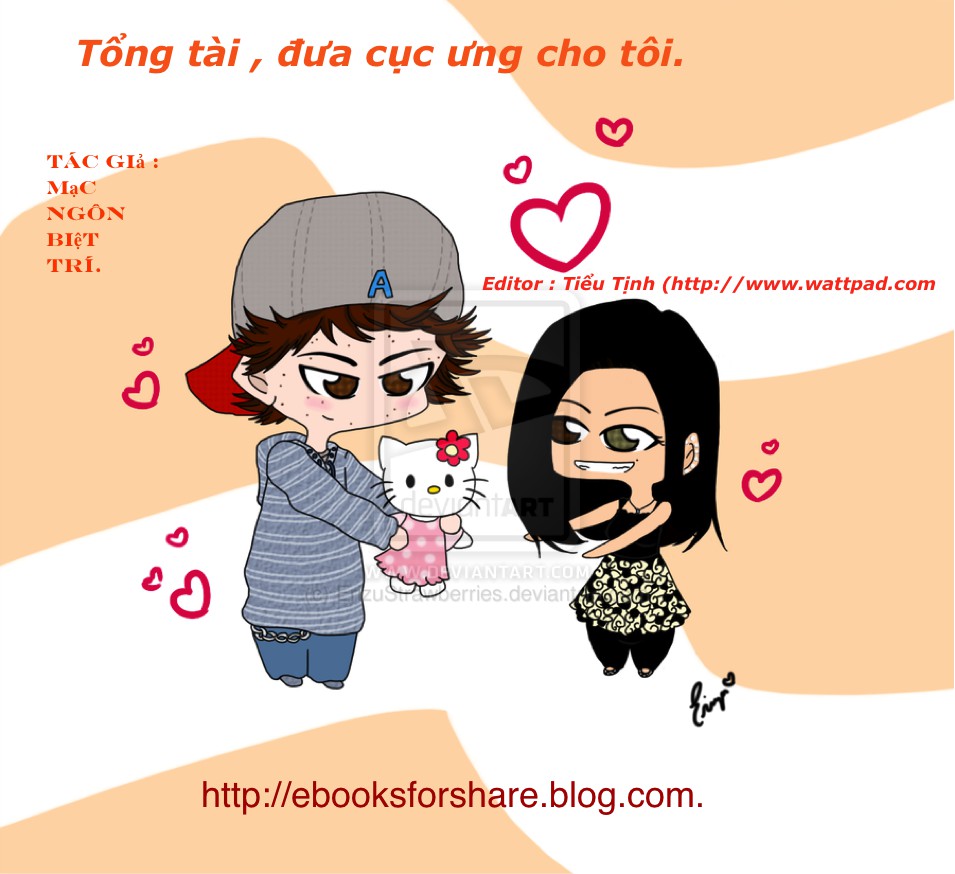 Tổng tài , đưa cục ưng cho tôi.
TÁC GIẢ :
MẠC
NGÔN
BIỆT
TRÍ.
Editor : Tiểu Tịnh (http://www.wattpad.com
A
deviantART
WWW.DEVIANTART.COM
http://ebooksforshare.blog.com.